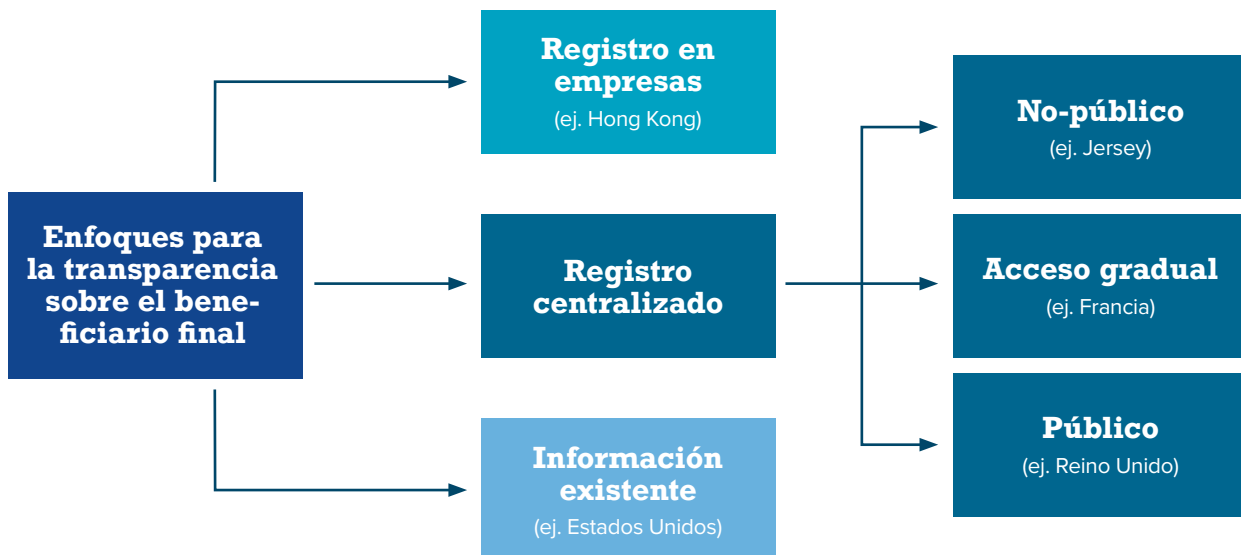 Enfoques para
la transparencia
sobre el bene-
ficiario final
Registro en
empresas
(ej. Hong Kong)
Registro
centralizado
Información
existente
(ej. Estados Unidos)
No-público
(ej. Jersey)
Acceso gradual
(ej. Francia)
Público
(ej. Reino Unido)